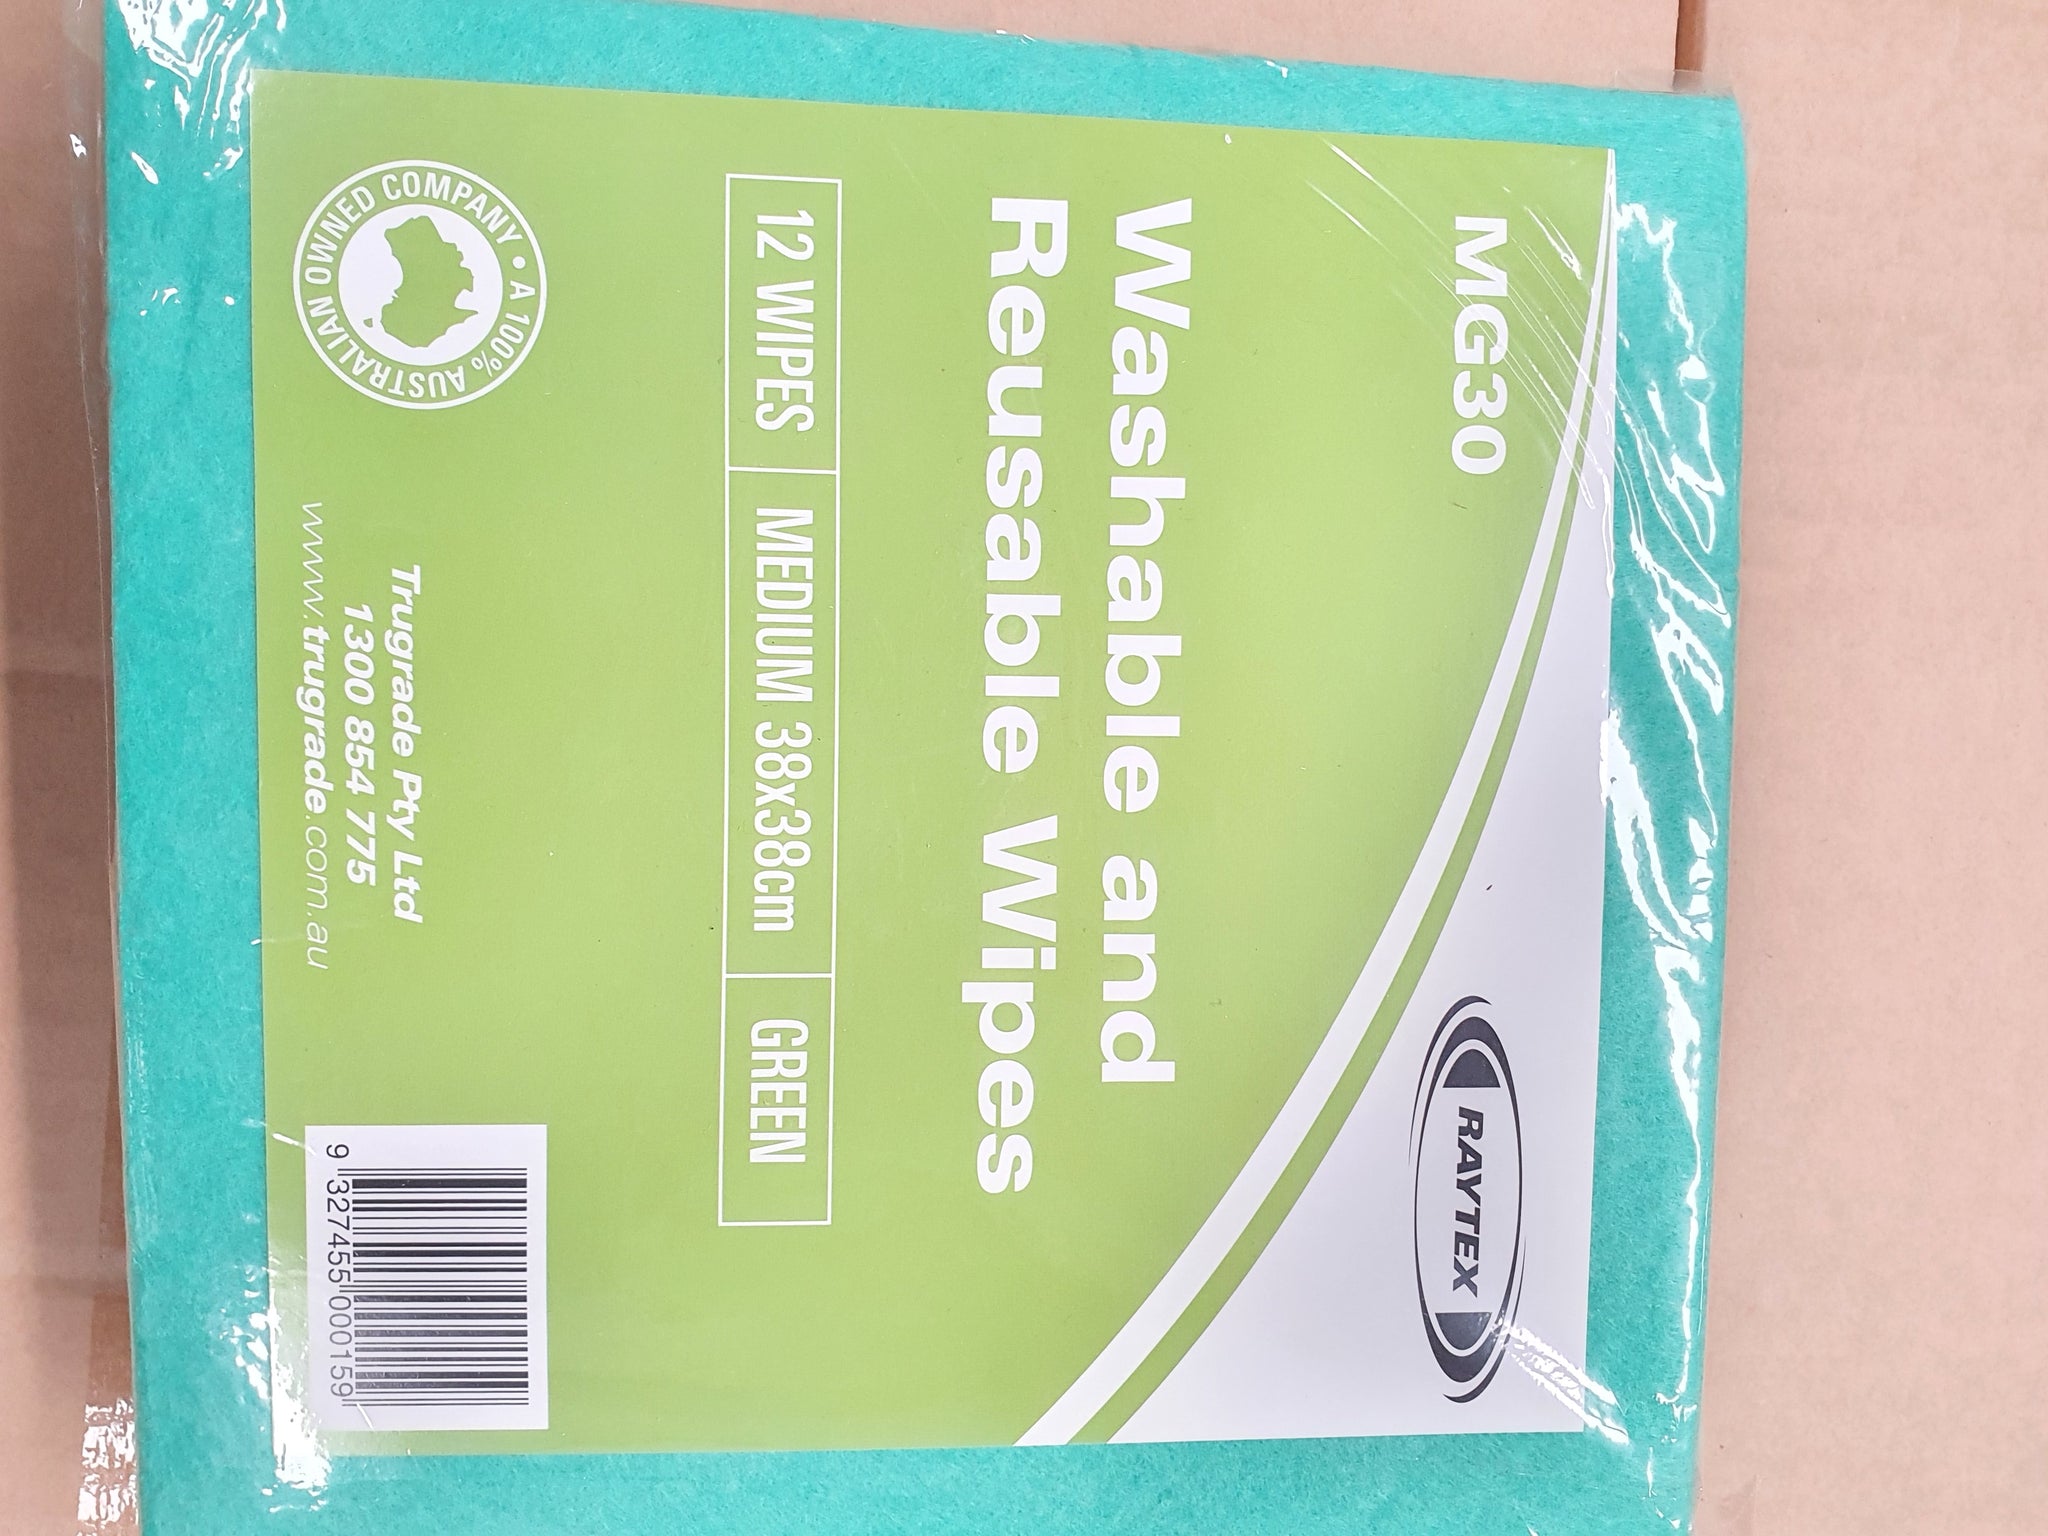 MG30
RAYTEX
Washable and
Reusable Wipes
12 WIPES
MEDIUM 38x38cm
GREEN
A 100% AUSTRALIAN OWNED COMPANY •
Trugrade Pty Ltd
1300 854 775
www.trugrade.com.au
9 327455 000159